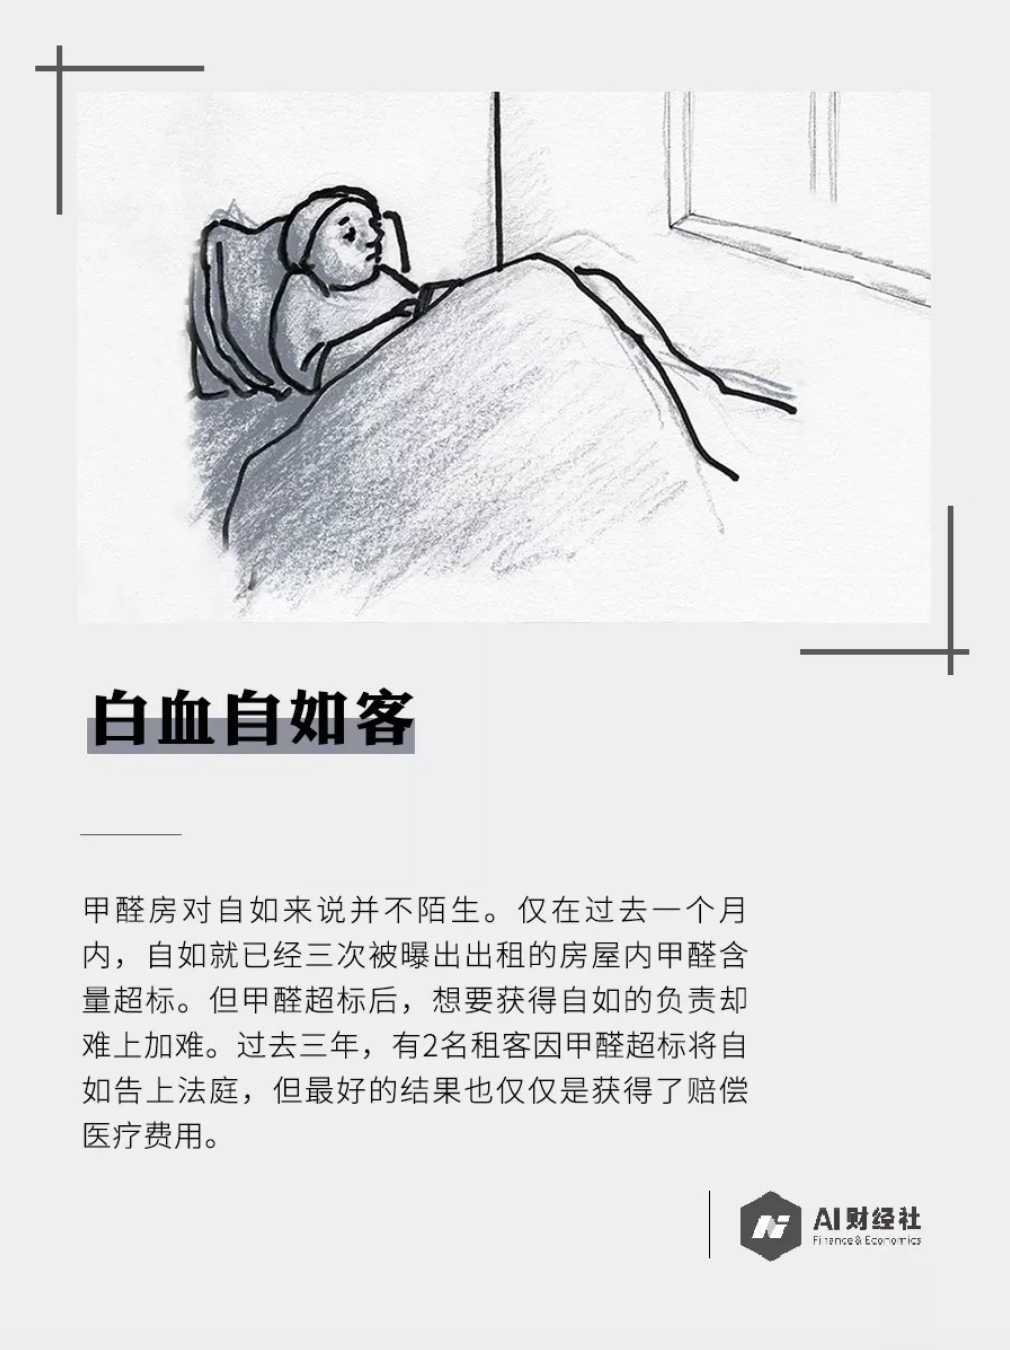 白血自如客
甲醛房对自如来说并不陌生。仅在过去一个月
内，自如就已经三次被曝出出租的房屋内甲醛含
量超标。但甲醛超标后，想要获得自如的负责却
难上加难。过去三年，有2名租客因甲醛超标将自
如告上法庭，但最好的结果也仅仅是获得了赔偿
医疗费用。
AI财经社
Finance & Economics